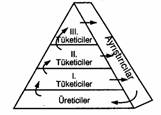 III.
Tüketiciler
II.
Tüketiciler
I.
Tüketiciler
Üreticiler
Ayrıştırıcılar